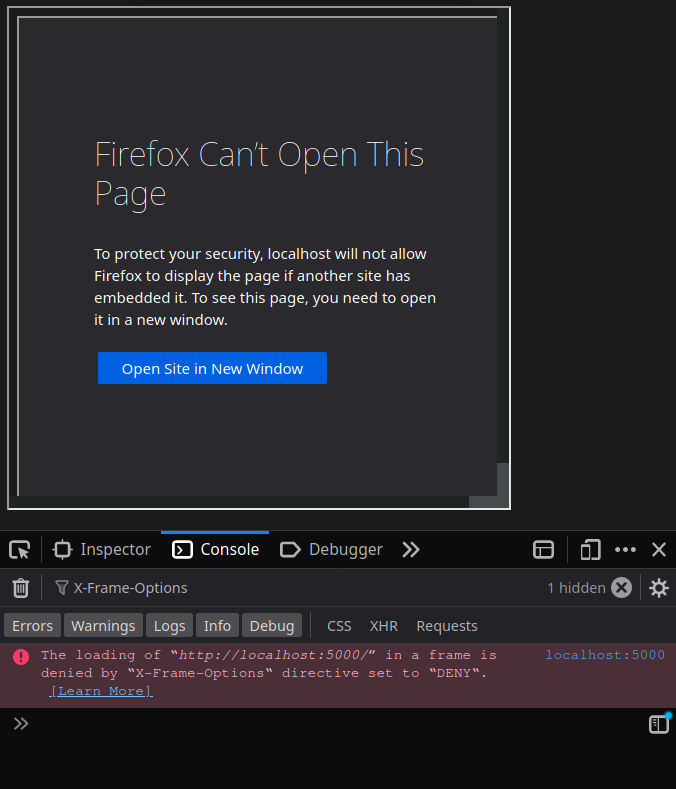 Firefox Can’t Open This
Page
To protect your security, localhost will not allow
Firefox to display the page if another site has
embedded it. To see this page, you need to open
it in a new window.
Open Site in New Window
Inspector
Console
Debugger
X-Frame-Options
1 hidden
Errors
Warnings
Logs
Info
Debug
CSS
XHR
Requests
The loading of “http://localhost:5000/” in a frame is
localhost:5000
denied by “X-Frame-Options“ directive set to “DENY“.
[Learn More]